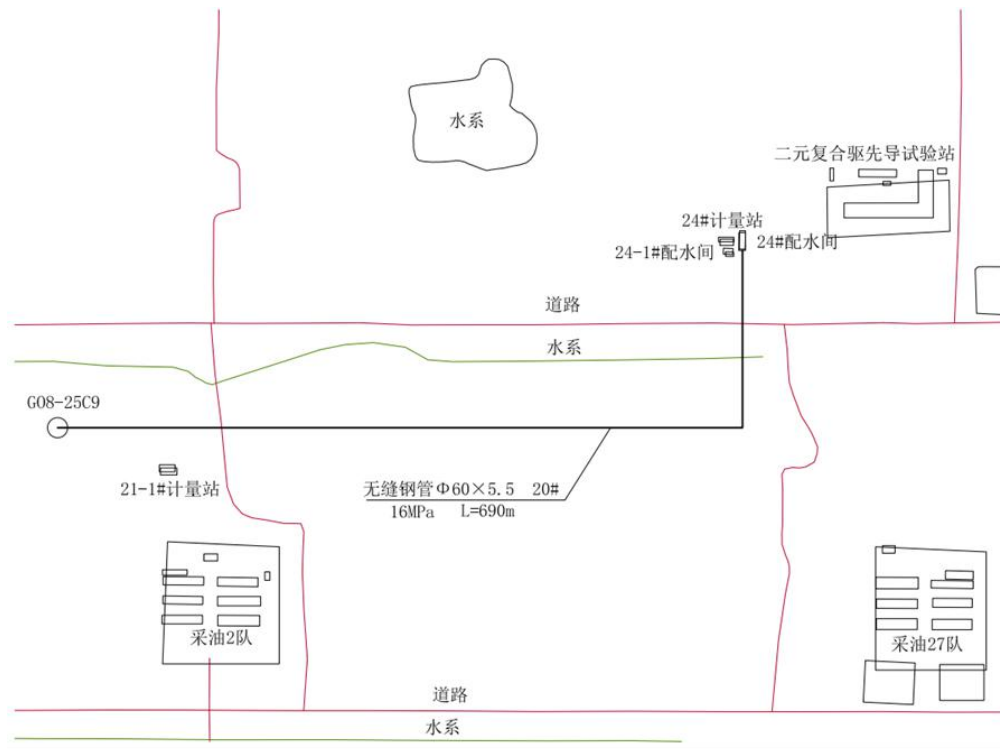 水系
二元复合驱先导试验站
24#计量站
24#配水间
24-1#配水间
道路
水系
G08-25C9
21-1#计量站
无缝钢管Φ60×5.5 20#
16MPa L=690m
采油2队
采油27队
道路
水系